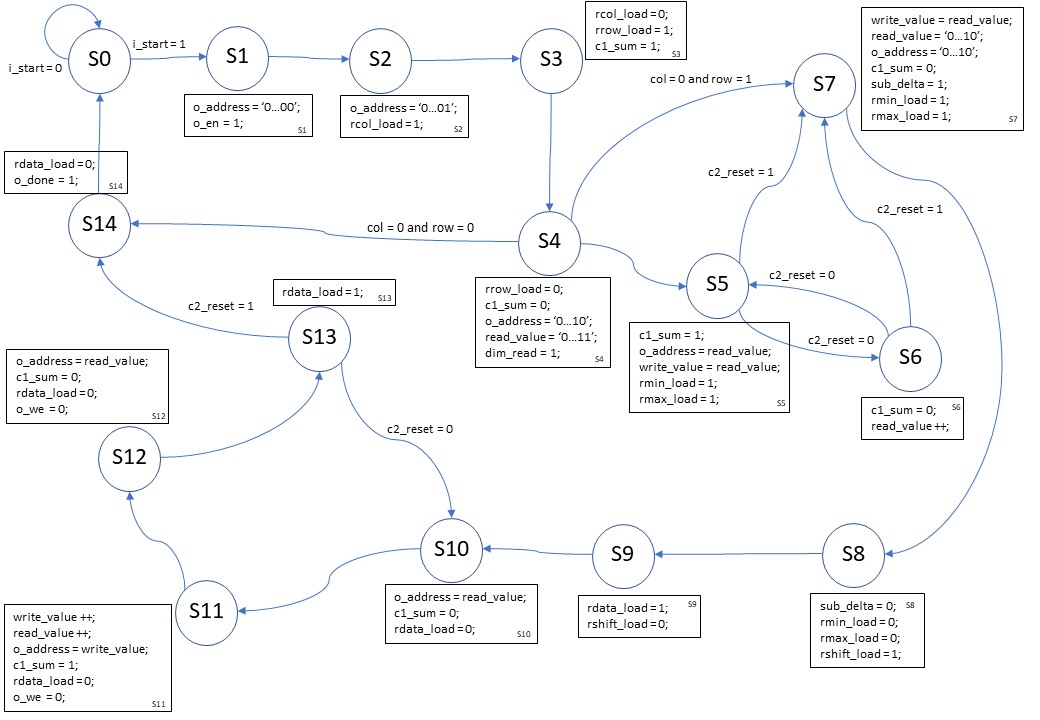 S0
i_start = 0
i_start = 1
S1
o_address = ‘0...00’;
o_en = 1;
S1
S2
o_address = ‘0...01’;
rcol_load = 1;
S2
S3
rcol_load = 0;
rrow_load = 1;
c1_sum = 1;
S3
col = 0 and row = 1
S7
write_value = read_value;
read_value = ‘0...10’;
o_address = ‘0...10’;
c1_sum = 0;
sub_delta = 1;
rmin_load = 1;
rmax_load = 1;
S7
rdata_load = 0;
o_done = 1;
S14
S14
col = 0 and row = 0
S4
rrow_load = 0;
c1_sum = 0;
o_address = ‘0...10’;
read_value = ‘0...11’;
dim_read = 1;
S4
c2_reset = 1
c2_reset = 1
S5
c2_reset = 0
c2_reset = 0
c1_sum = 1;
o_address = read_value;
write_value = read_value;
rmin_load = 1;
rmax_load = 1;
S5
S6
c1_sum = 0;
S6
read_value ++;
c2_reset = 1
rdata_load = 1;
S13
S13
o_address = read_value;
c1_sum = 0;
rdata_load = 0;
o_we = 0;
S12
S12
c2_reset = 0
S10
o_address = read_value;
c1_sum = 0;
rdata_load = 0;
S10
S9
rdata_load = 1;
S9
rshift_load = 0;
S8
sub_delta = 0;
S8
rmin_load = 0;
rmax_load = 0;
rshift_load = 1;
S11
write_value ++;
read_value ++;
o_address = write_value;
c1_sum = 1;
rdata_load = 0;
o_we = 0;
S11